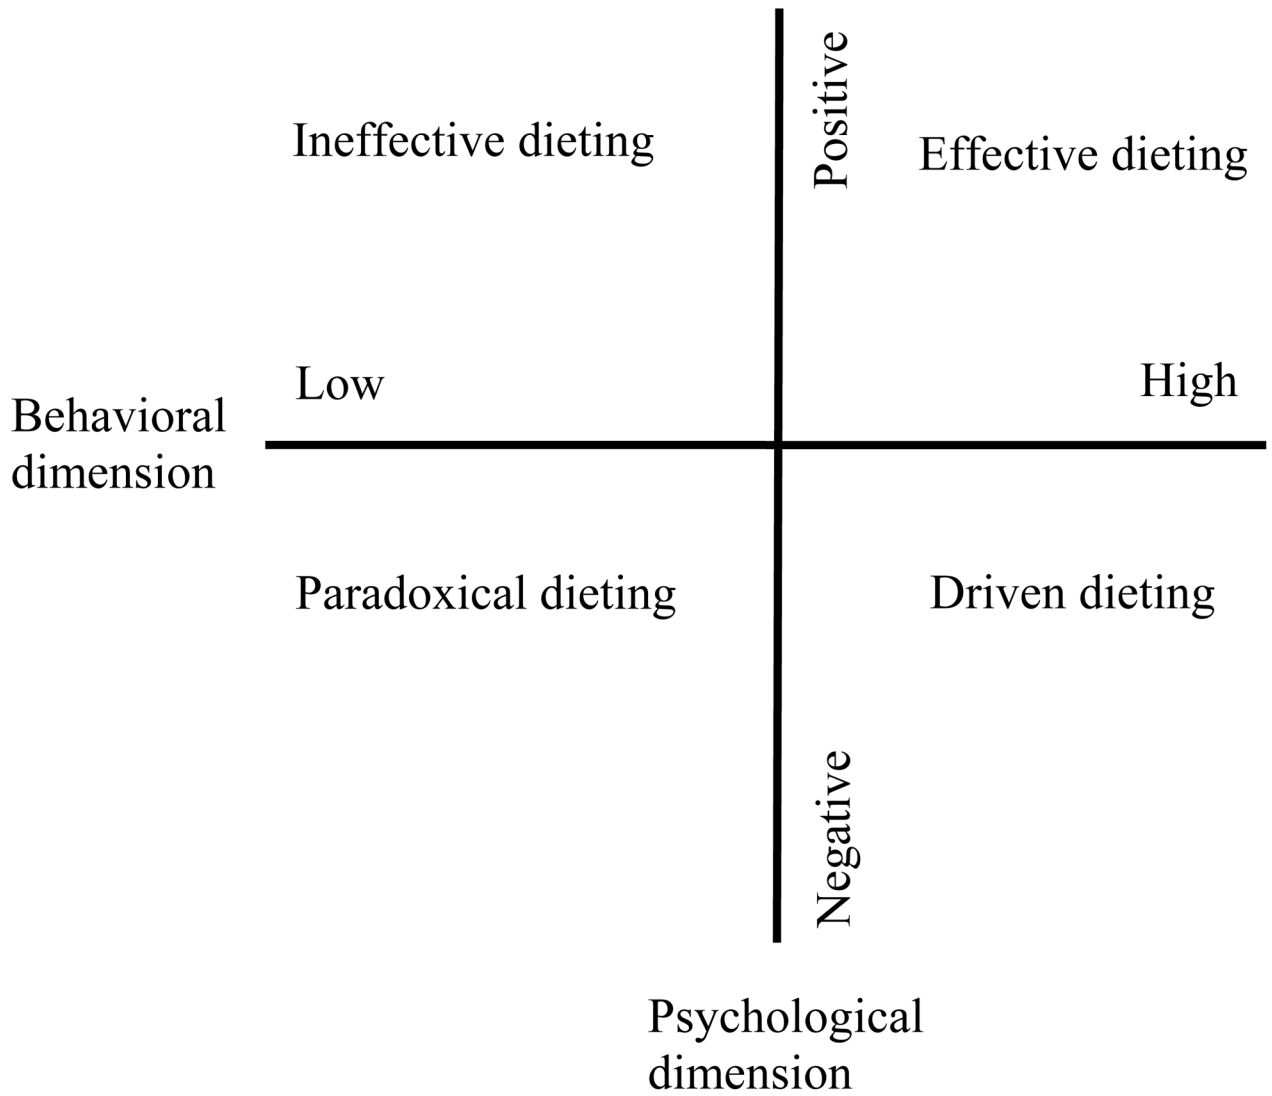 Positive
Ineffective dieting
Effective dieting
Low
High
Behavioral
dimension
Paradoxical dieting
Driven dieting
Negative
Psychological
dimension